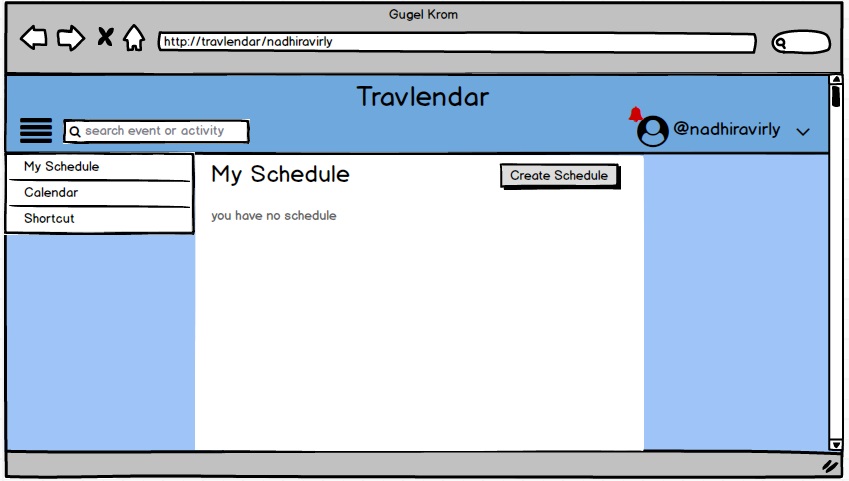 Gugel Krom
http://travlendar/nadhiravirly
Travlendar
search event or activity
@nadhiravirly
My Schedule
Calendar
Shortcut
My Schedule
Create Schedule
you have no schedule